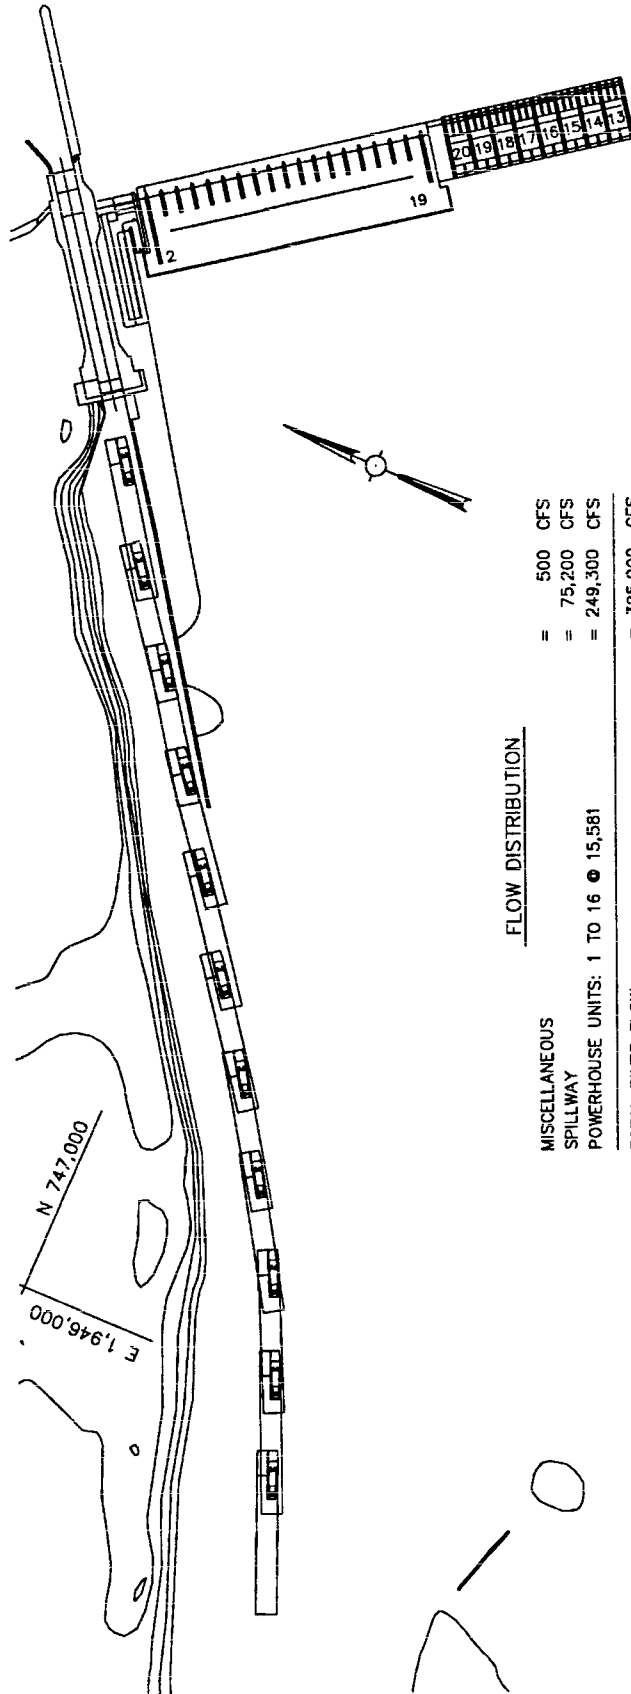 20 19 18 17 16 15 14 13
19
2
N 747,000
E 1,946,000
FLOW DISTRIBUTION
MISCELLANEOUS = 500 CFS
SPILLWAY = 75,200 CFS
POWERHOUSE UNITS: 1 TO 16 @ 15,581 = 249,300 CFS